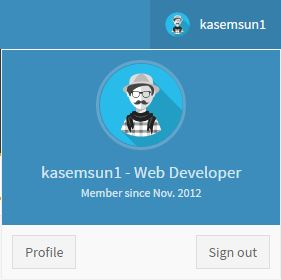 kasemsun1
kasemsun1 - Web Developer
Member since Nov. 2012
Profile
Sign out